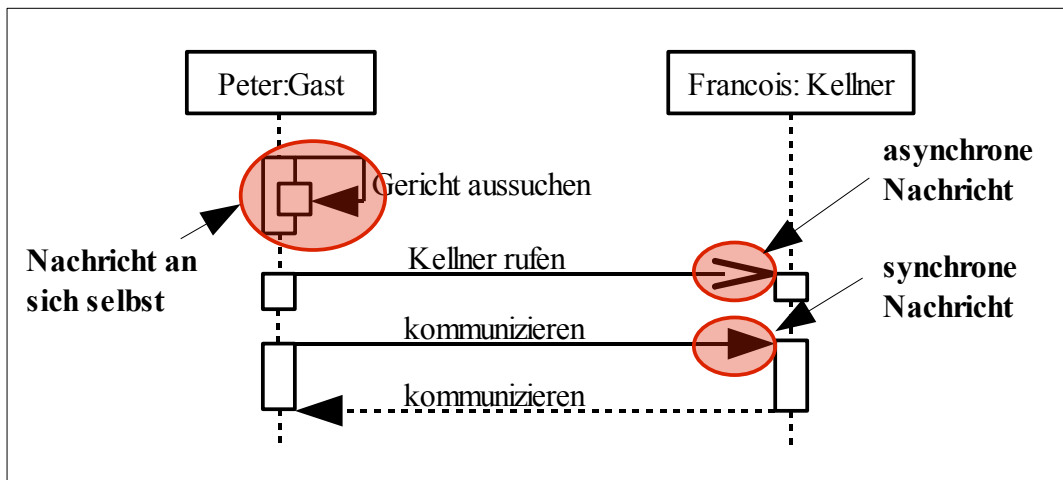 Peter:Gast
Francois: Kellner
asynchrone
Nachricht
Gericht aussuchen
Nachricht an
sich selbst
Kellner rufen
synchrone
Nachricht
kommunizieren
kommunizieren